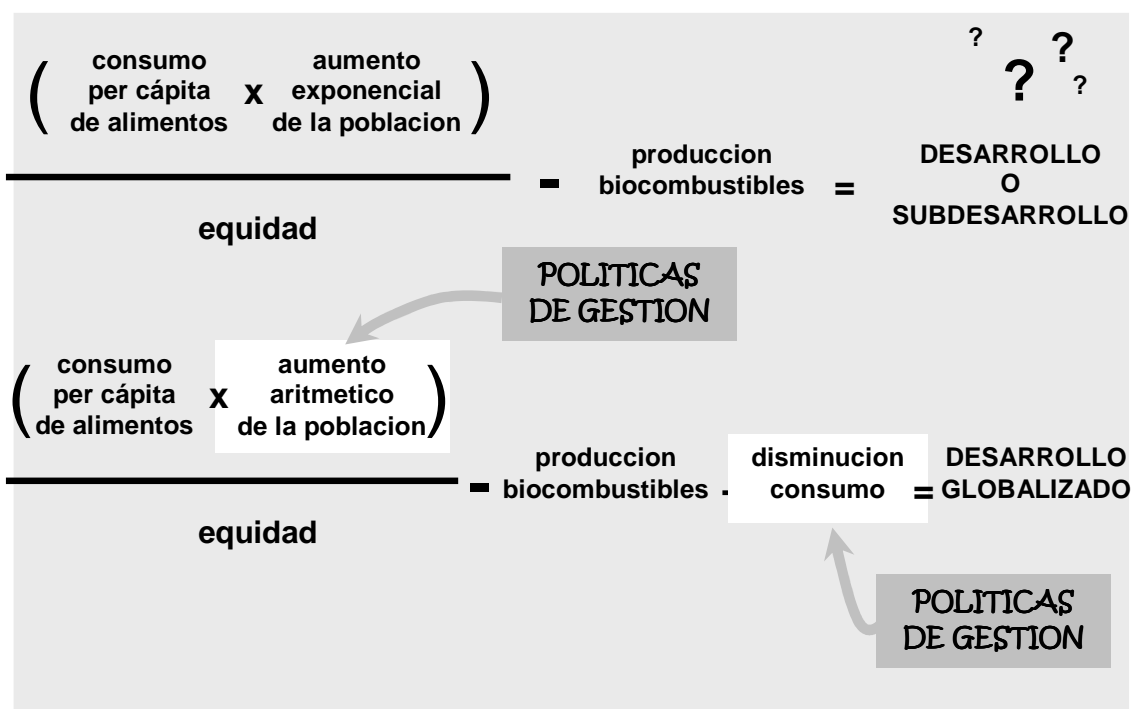 ? ? ? ?
( consumo per cápita de alimentos x aumento exponencial de la poblacion )
equidad
- produccion biocombustibles =
DESARROLLO
O
SUBDESARROLLO
POLITICAS
DE GESTION
( consumo per cápita de alimentos x aumento aritmetico de la poblacion )
equidad
- produccion biocombustibles - disminucion consumo = DESARROLLO GLOBALIZADO
POLITICAS
DE GESTION